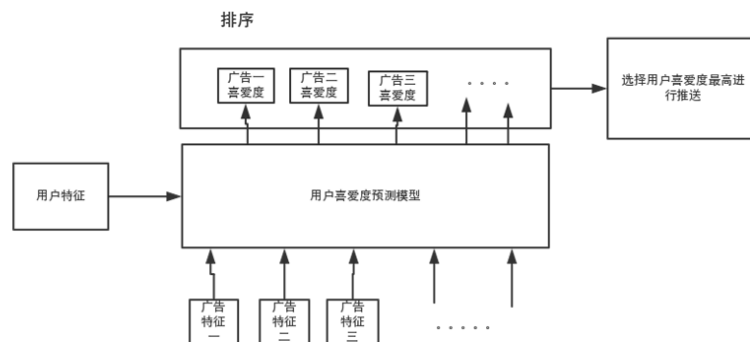 排序
广告一
喜爱度
广告二
喜爱度
广告三
喜爱度
. . . .
选择用户喜爱度最高进
行推送
用户特征
用户喜爱度预测模型
广告
特征
一
广告
特征
二
广告
特征
三
. . . . .